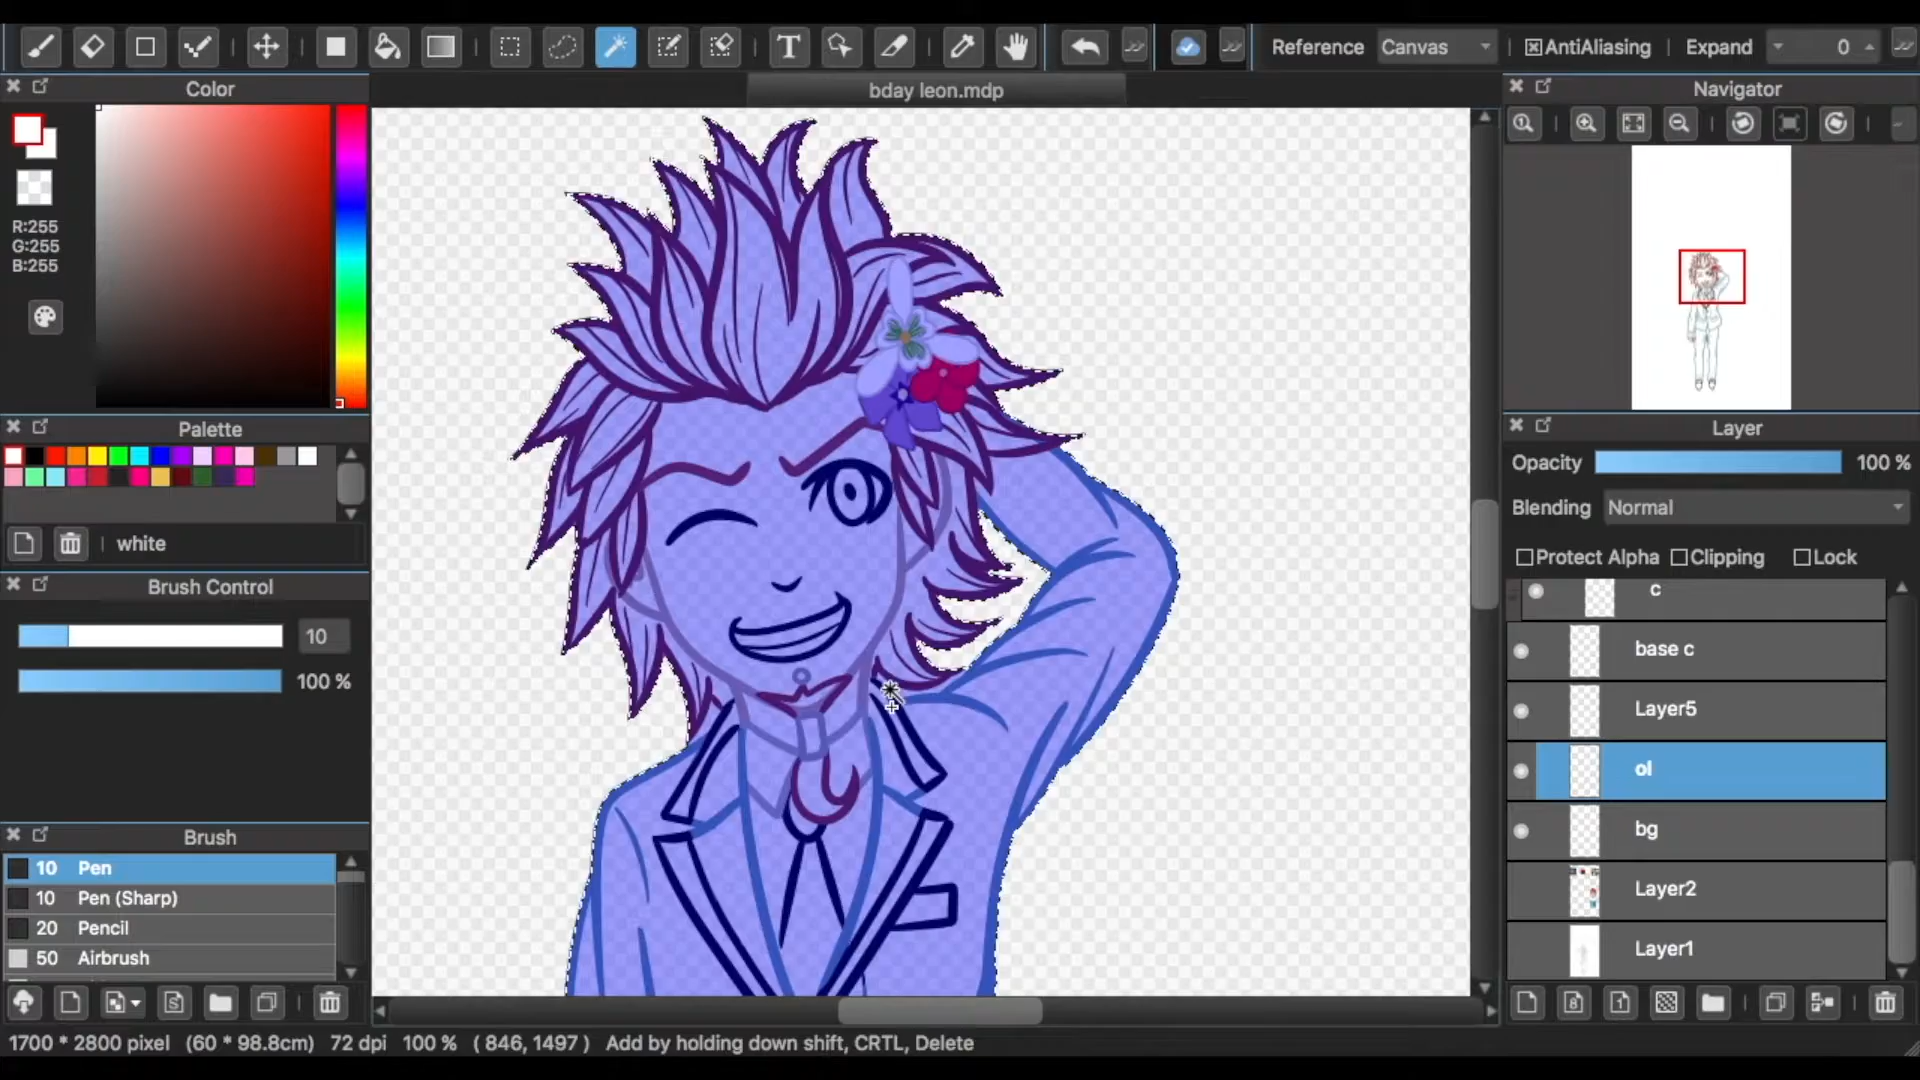 T
Reference Canvas AntiAliasing Expand 0
Color
bday leon.mdp
Navigator
1
R:255
G:255
B:255
Palette
Layer
Opacity 100 %
Blending Normal
white
Protect Alpha Clipping Lock
Brush Control
c
10
base c
100 %
Layer5
ol
Brush
bg
10 Pen
Layer2
10 Pen (Sharp)
20 Pencil
Layer1
50 Airbrush
S
8
1
1700 * 2800 pixel (60 * 98.8cm) 72 dpi 100 % ( 846, 1497 ) Add by holding down shift, CRTL, Delete